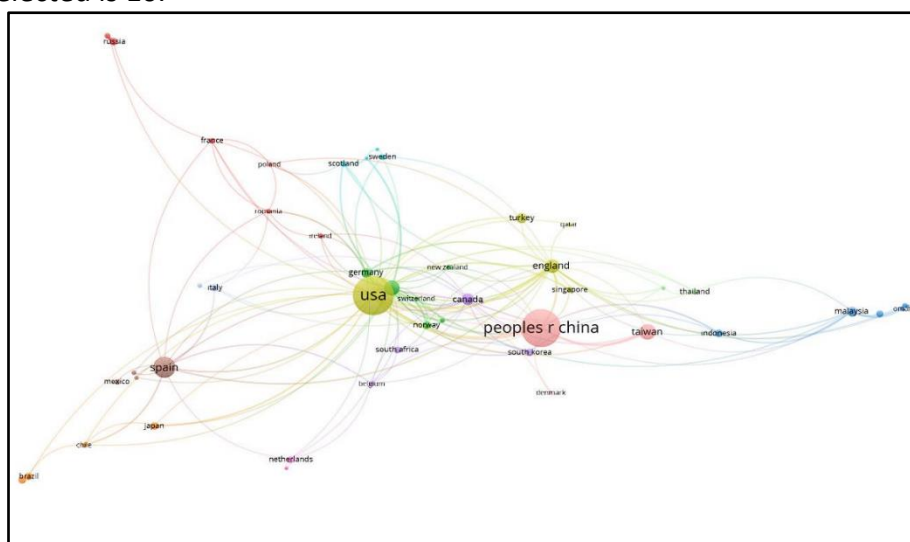 russia
france
poland
scotland
sweden
romania
ireland
turkey
qatar
germany
new zealand
england
italy
usa
switzerland
canada
singapore
thailand
norway
peoples r china
taiwan
indonesia
malaysia
south africa
south korea
spain
mexico
belgium
denmark
japan
chile
netherlands
brazil